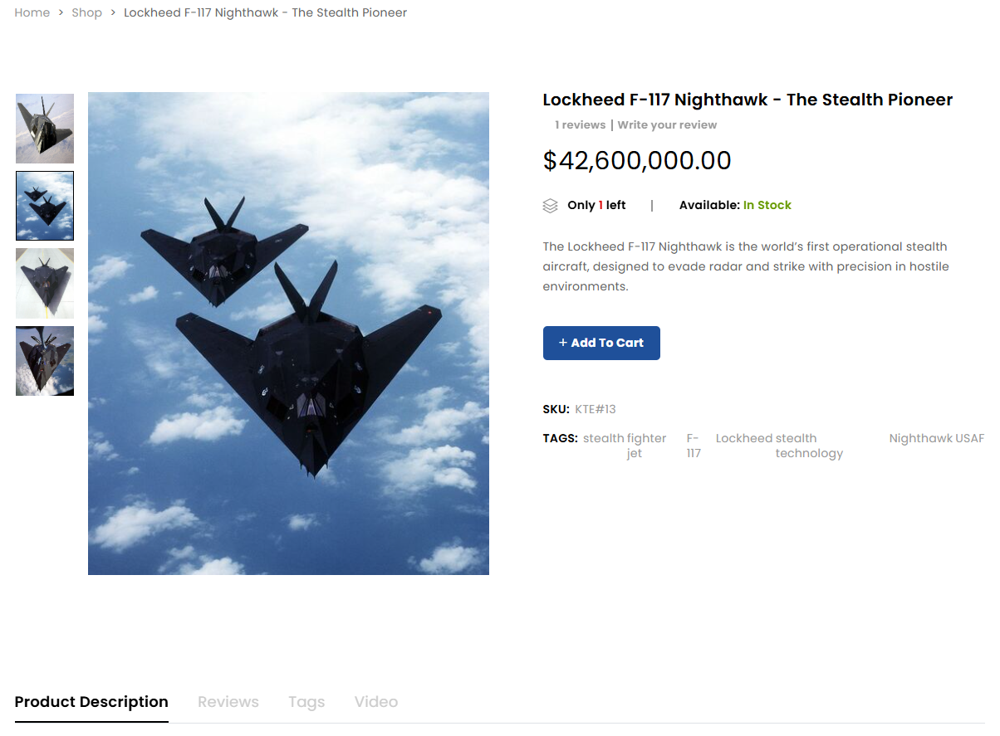 Home > Shop > Lockheed F-117 Nighthawk - The Stealth Pioneer
Lockheed F-117 Nighthawk - The Stealth Pioneer
1 reviews | Write your review
$42,600,000.00
Only 1 left | Available: In Stock
The Lockheed F-117 Nighthawk is the world’s first operational stealth
aircraft, designed to evade radar and strike with precision in hostile
environments.
+ Add To Cart
SKU: KTE#13
TAGS: stealth fighter jet F-117 Lockheed stealth technology Nighthawk USAF
Product Description Reviews Tags Video